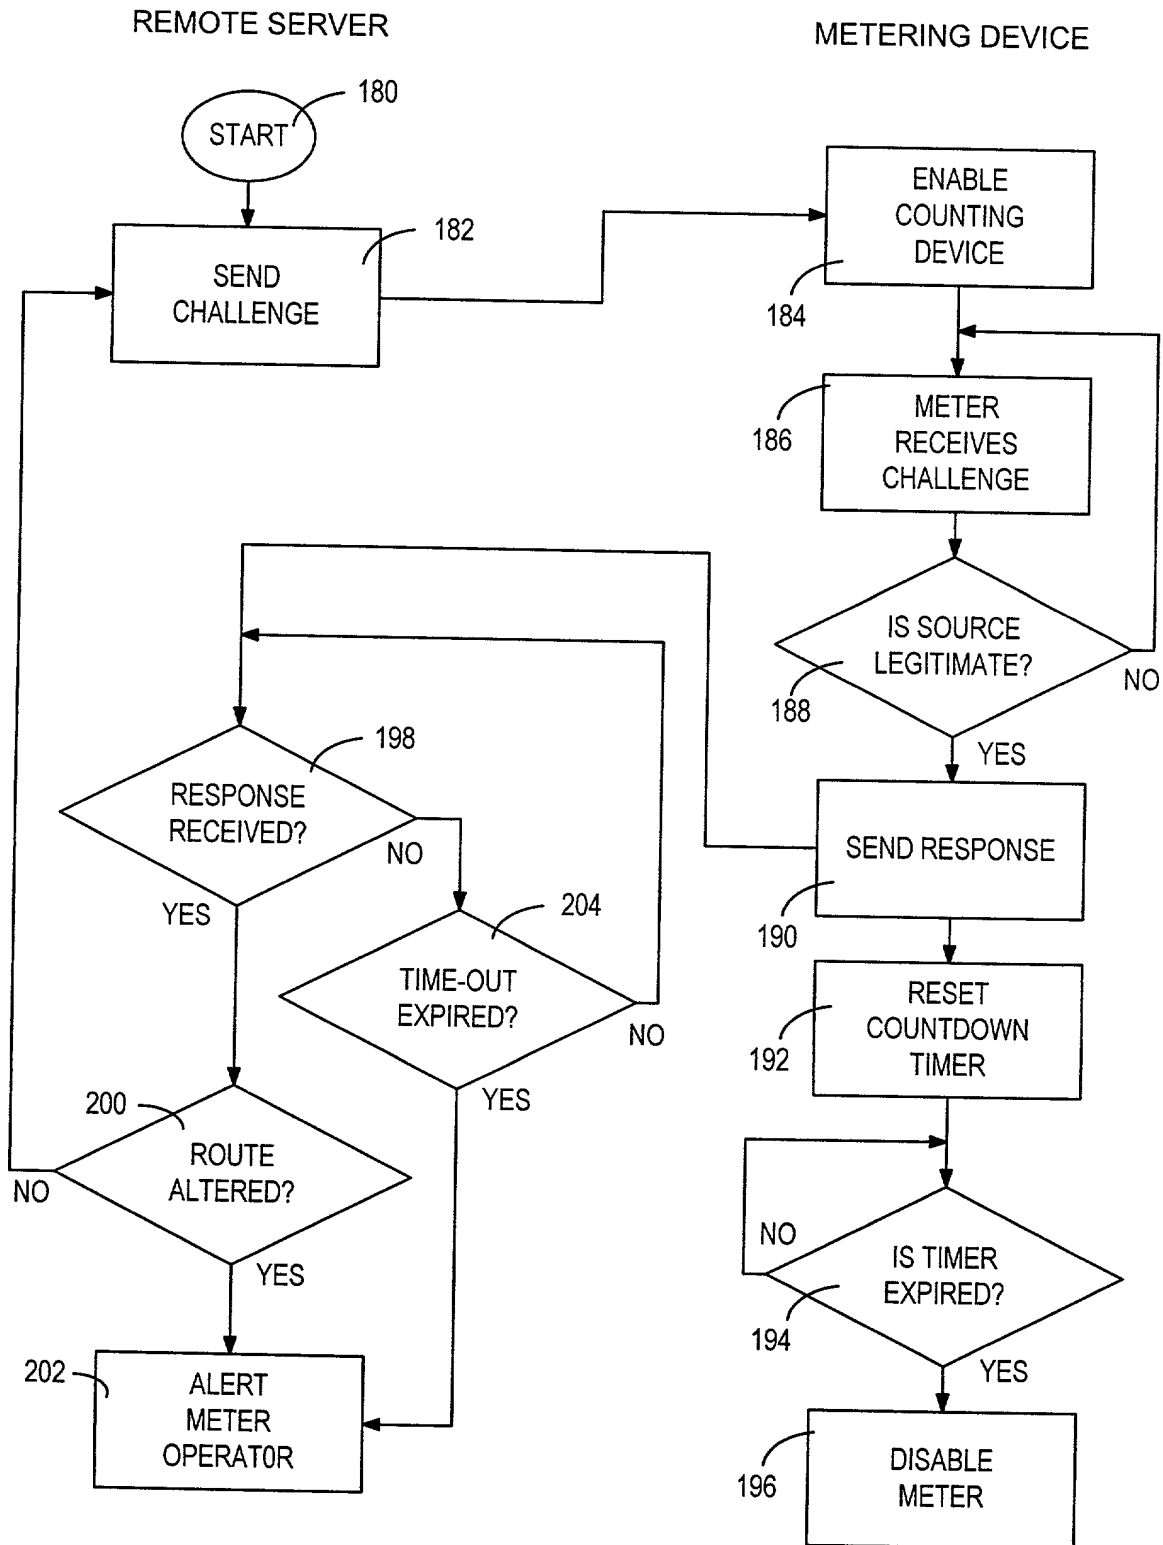 REMOTE SERVER
METERING DEVICE
180
START
182
SEND
CHALLENGE
ENABLE
COUNTING
DEVICE
184
186
METER
RECEIVES
CHALLENGE
IS SOURCE
LEGITIMATE?
188
NO
YES
198
RESPONSE
RECEIVED?
NO
YES
SEND RESPONSE
190
204
TIME-OUT
EXPIRED?
NO
YES
RESET
COUNTDOWN
TIMER
192
200
ROUTE
ALTERED?
NO
YES
NO
IS TIMER
EXPIRED?
194
YES
202
ALERT
METER
OPERATOR
DISABLE
METER
196